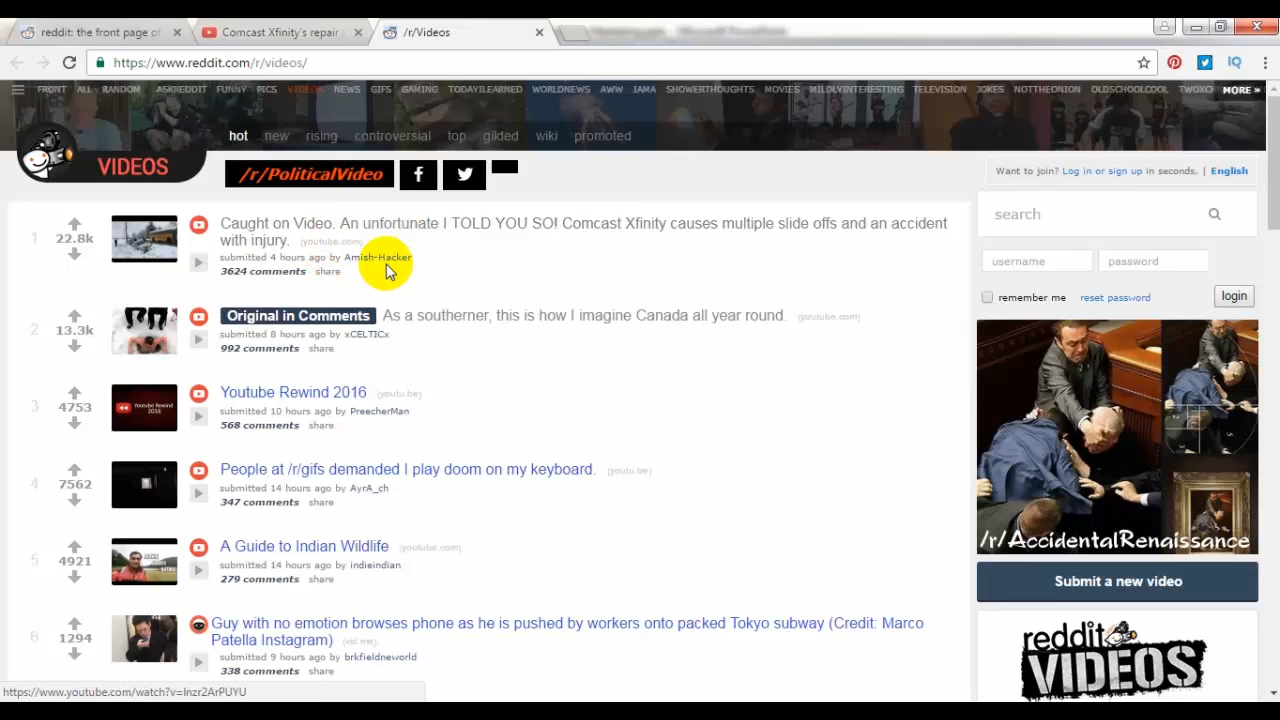 reddit: the front page of
Comcast Xfinity's repair
/r/Videos
https://www.reddit.com/r/videos/
FRONT ALL RANDOM ASKREDDIT FUNNY PICS VIDEOS NEWS GIFS GAMING TODAYILEARNED WORLDNEWS AWW IAMA SHOWERTHOUGHTS MOVIES MILDLYINTERESTING TELEVISION JOKES NOTTHEONION OLDSCHOOLCOOL TWOXCH MORE »
hot new rising controversial top gilded wiki promoted
VIDEOS
/r/PoliticalVideo
Want to join? Log in or sign up in seconds. | English
search
username password
remember me reset password login
1
22.8k
Caught on Video. An unfortunate I TOLD YOU SO! Comcast Xfinity causes multiple slide offs and an accident
with injury. (youtube.com)
submitted 4 hours ago by Amish-Hacker
3624 comments share
2
13.3k
Original in Comments As a southerner, this is how I imagine Canada all year round. (youtube.com)
submitted 8 hours ago by xCELTICx
992 comments share
3
4753
Youtube Rewind 2016 (youtu.be)
submitted 10 hours ago by PreecherMan
568 comments share
Youtube Rewind
2016
4
7562
People at /r/gifs demanded I play doom on my keyboard. (youtu.be)
submitted 14 hours ago by AyrA_ch
347 comments share
5
4921
A Guide to Indian Wildlife (youtube.com)
submitted 14 hours ago by indieindian
279 comments share
6
1294
Guy with no emotion browses phone as he is pushed by workers onto packed Tokyo subway (Credit: Marco
Patella Instagram) (vid.me)
submitted 9 hours ago by brkfieldneworld
338 comments share
/r/AccidentalRenaissance
Submit a new video
reddit
VIDEOS
https://www.youtube.com/watch?v=Inzr2ArPUYU